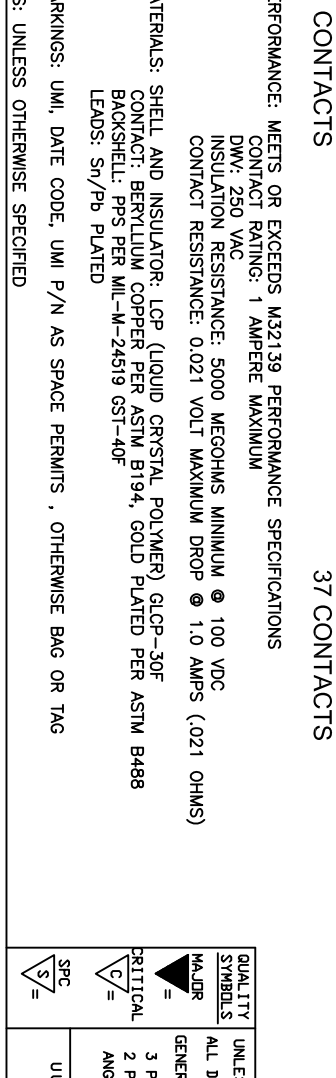 CONTACTS
37 CONTACTS
ERFORMANCE: MEETS OR EXCEEDS M32139 PERFORMANCE SPECIFICATIONS
CONTACT RATING: 1 AMPERE MAXIMUM
DWV: 250 VAC
INSULATION RESISTANCE: 5000 MEGOHMS MINIMUM @ 100 VDC
CONTACT RESISTANCE: 0.021 VOLT MAXIMUM DROP @ 1.0 AMPS (.021 OHMS)
ATERIALS: SHELL AND INSULATOR: LCP (LIQUID CRYSTAL POLYMER) GLCP-30F
CONTACT: BERYLLIUM COPPER PER ASTM B194, GOLD PLATED PER ASTM B488
BACKSHELL: PPS PER MIL-M-24519 GST-40F
LEADS: Sn/Pb PLATED
ARKINGS: UMI, DATE CODE, UMI P/N AS SPACE PERMITS , OTHERWISE BAG OR TAG
S: UNLESS OTHERWISE SPECIFIED
QUALITY
SYMBOLS
MAJOR
=
CRITICAL
C =
SPC
S =
UNLE
ALL D
GENER
3 P
2 P
ANG